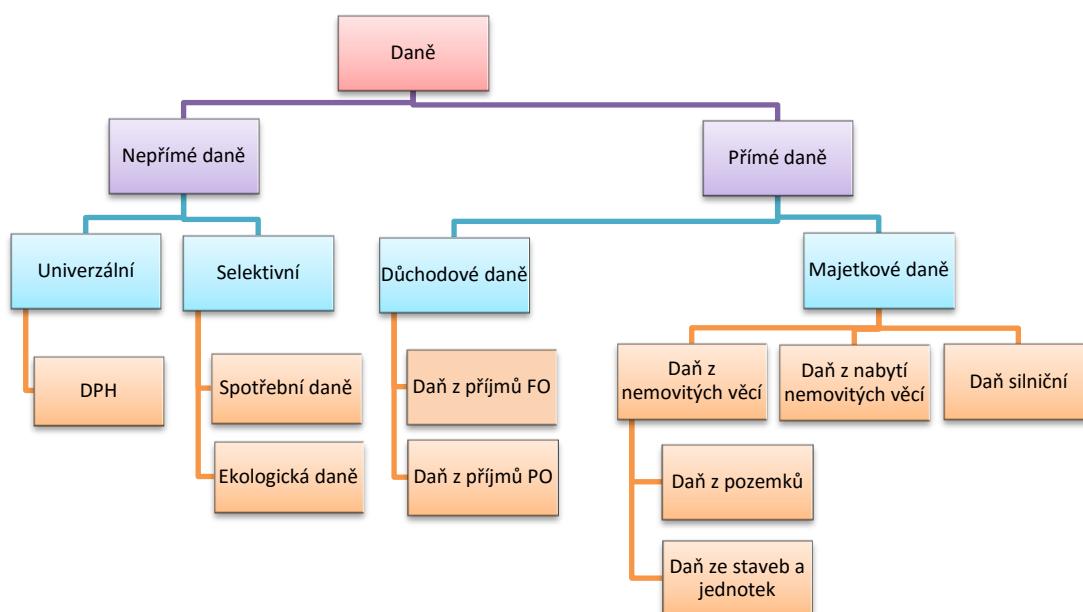 Daně
Nepřímé daně
Přímé daně
Univerzální
Selektivní
Důchodové daně
Majetkové daně
DPH
Spotřební daně
Ekologická daně
Daň z příjmů FO
Daň z příjmů PO
Daň z
nemovitých věcí
Daň z nabytí
nemovitých věcí
Daň silniční
Daň z pozemků
Daň ze staveb a
jednotek